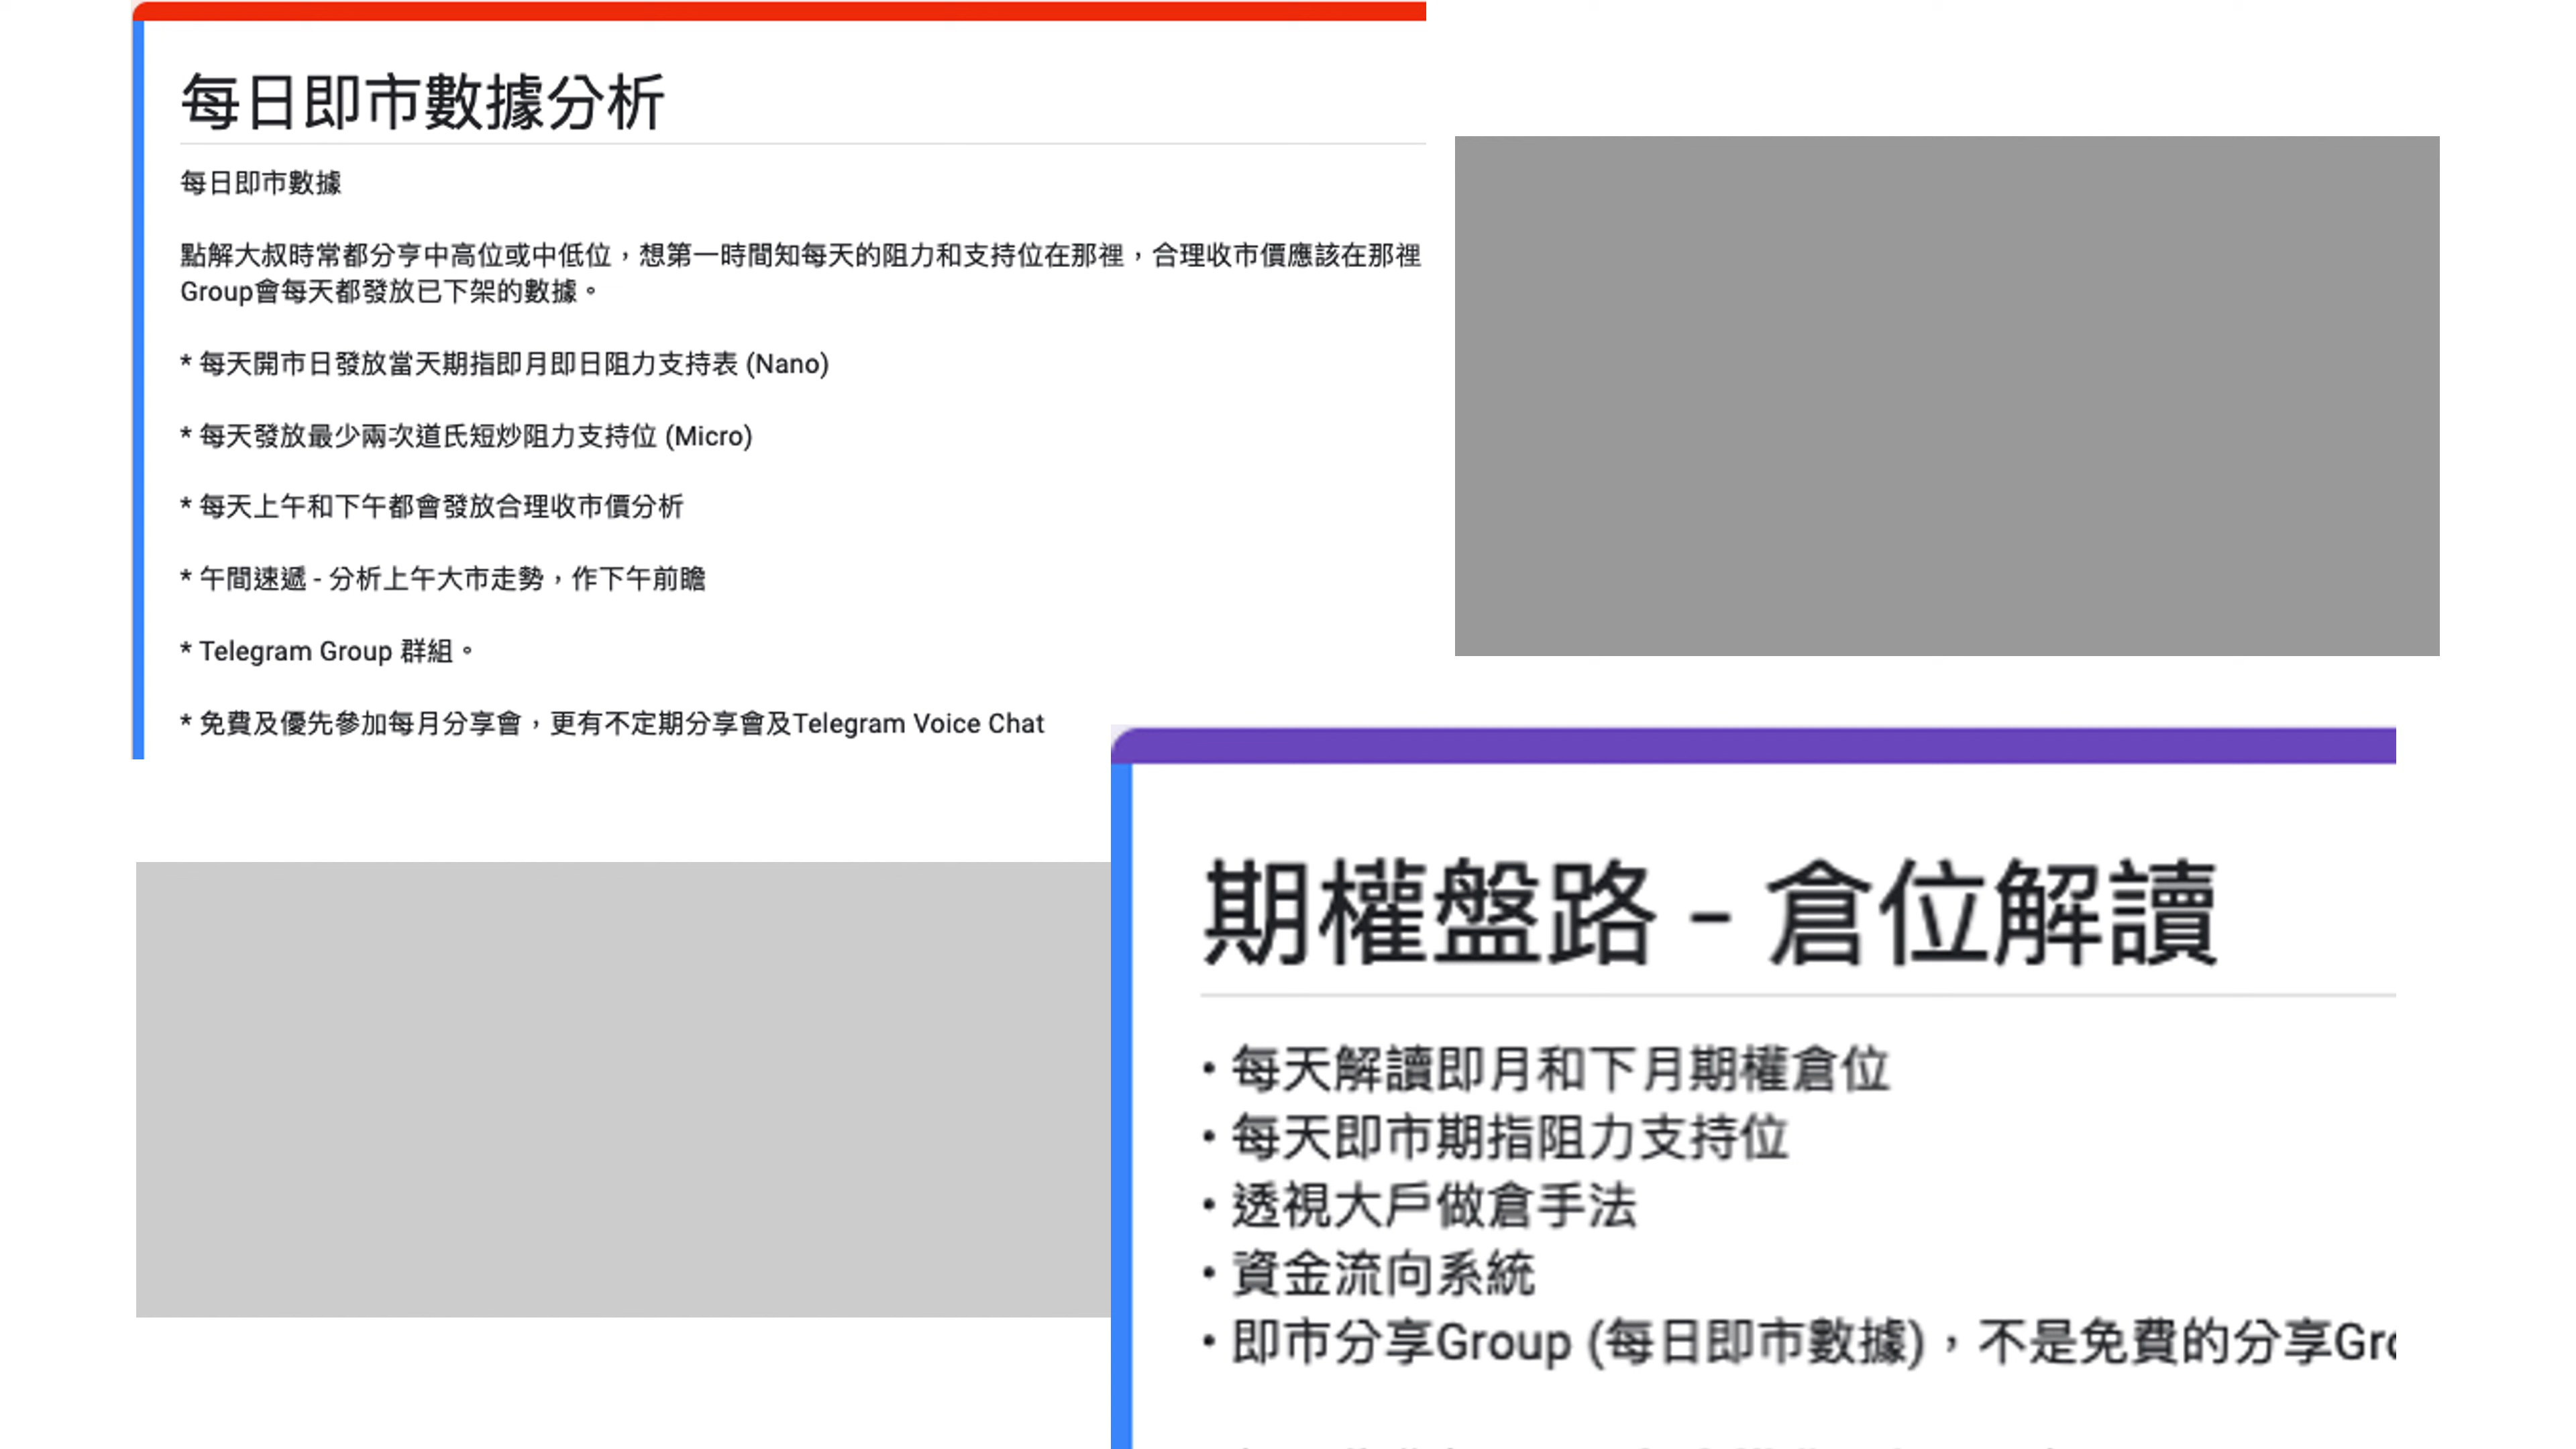 每日即市數據分析
每日即市數據
點解大叔時常都分亨中高位或中低位，想第一時間知每天的阻力和支持位在那裡，合理收市價應該在那裡
Group會每天都發放已下架的數據。
* 每天開市日發放當天期指即月即日阻力支持表 (Nano)
* 每天發放最少兩次道氏短炒阻力支持位 (Micro)
* 每天上午和下午都會發放合理收市價分析
* 午間速遞 - 分析上午大市走勢，作下午前瞻
* Telegram Group 群組。
* 免費及優先參加每月分享會，更有不定期分享會及Telegram Voice Chat
期權盤路 - 倉位解讀
• 每天解讀即月和下月期權倉位
• 每天即市期指阻力支持位
• 透視大戶做倉手法
• 資金流向系統
• 即市分享Group (每日即市數據)，不是免費的分享Gro